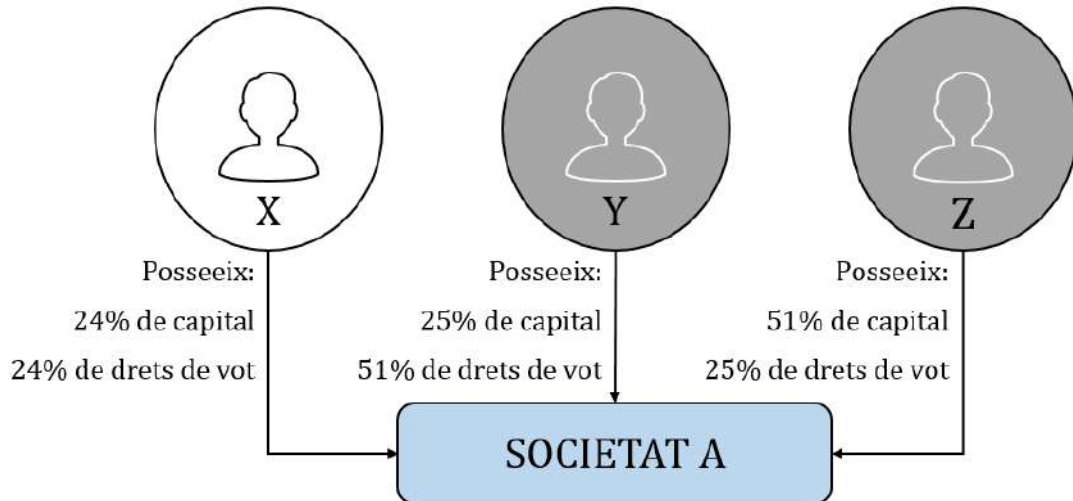 X
Posseeix:
24% de capital
24% de drets de vot
Y
Posseeix:
25% de capital
51% de drets de vot
Z
Posseeix:
51% de capital
25% de drets de vot
SOCIETAT A